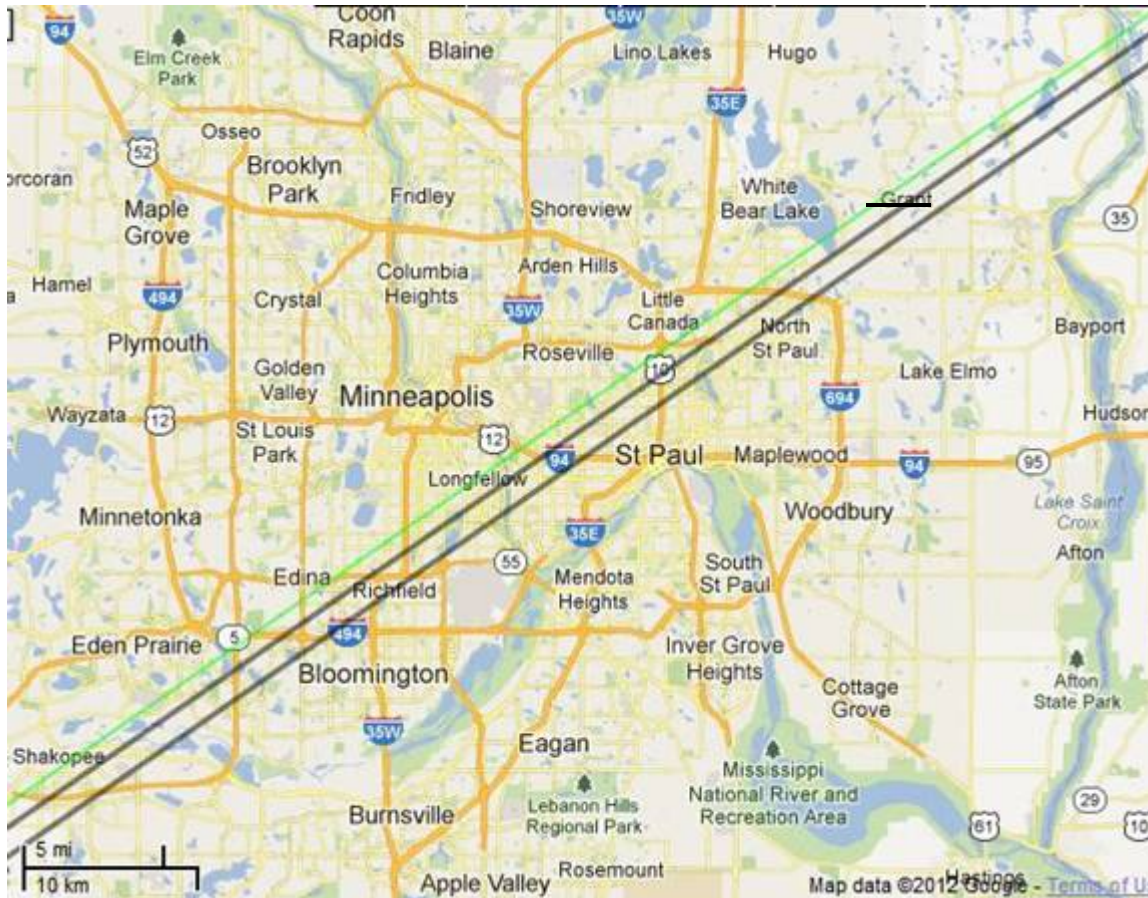 94
Coon
Rapids
Blaine
35W
Lino Lakes
Hugo
Elm Creek
Park
35E
Osseo
52
Brooklyn
Park
orcoran
Fridley
White
Bear Lake
Grant
Maple
Grove
Shoreview
35
Hamel
494
Crystal
Columbia
Heights
Arden Hills
35W
Little
Canada
North
St Paul
Bayport
Plymouth
Roseville
10
Golden
Valley
Lake Elmo
Minneapolis
694
Wayzata
12
St Louis
Park
12
Hudson
94
St Paul
Maplewood
94
95
Longfellow
Minnetonka
35E
Woodbury
Lake Saint
Croix
Afton
55
Edina
Richfield
Mendota
Heights
South
St Paul
Eden Prairie
5
494
Bloomington
Inver Grove
Heights
Afton
State Park
Cottage
Grove
35W
Eagan
Shakopee
Mississippi
National River and
Recreation Area
Burnsville
Lebanon Hills
Regional Park
61
29
10
5 mi
10 km
Rosemount
Apple Valley
Hastings
Map data ©2012 Google - Terms of U